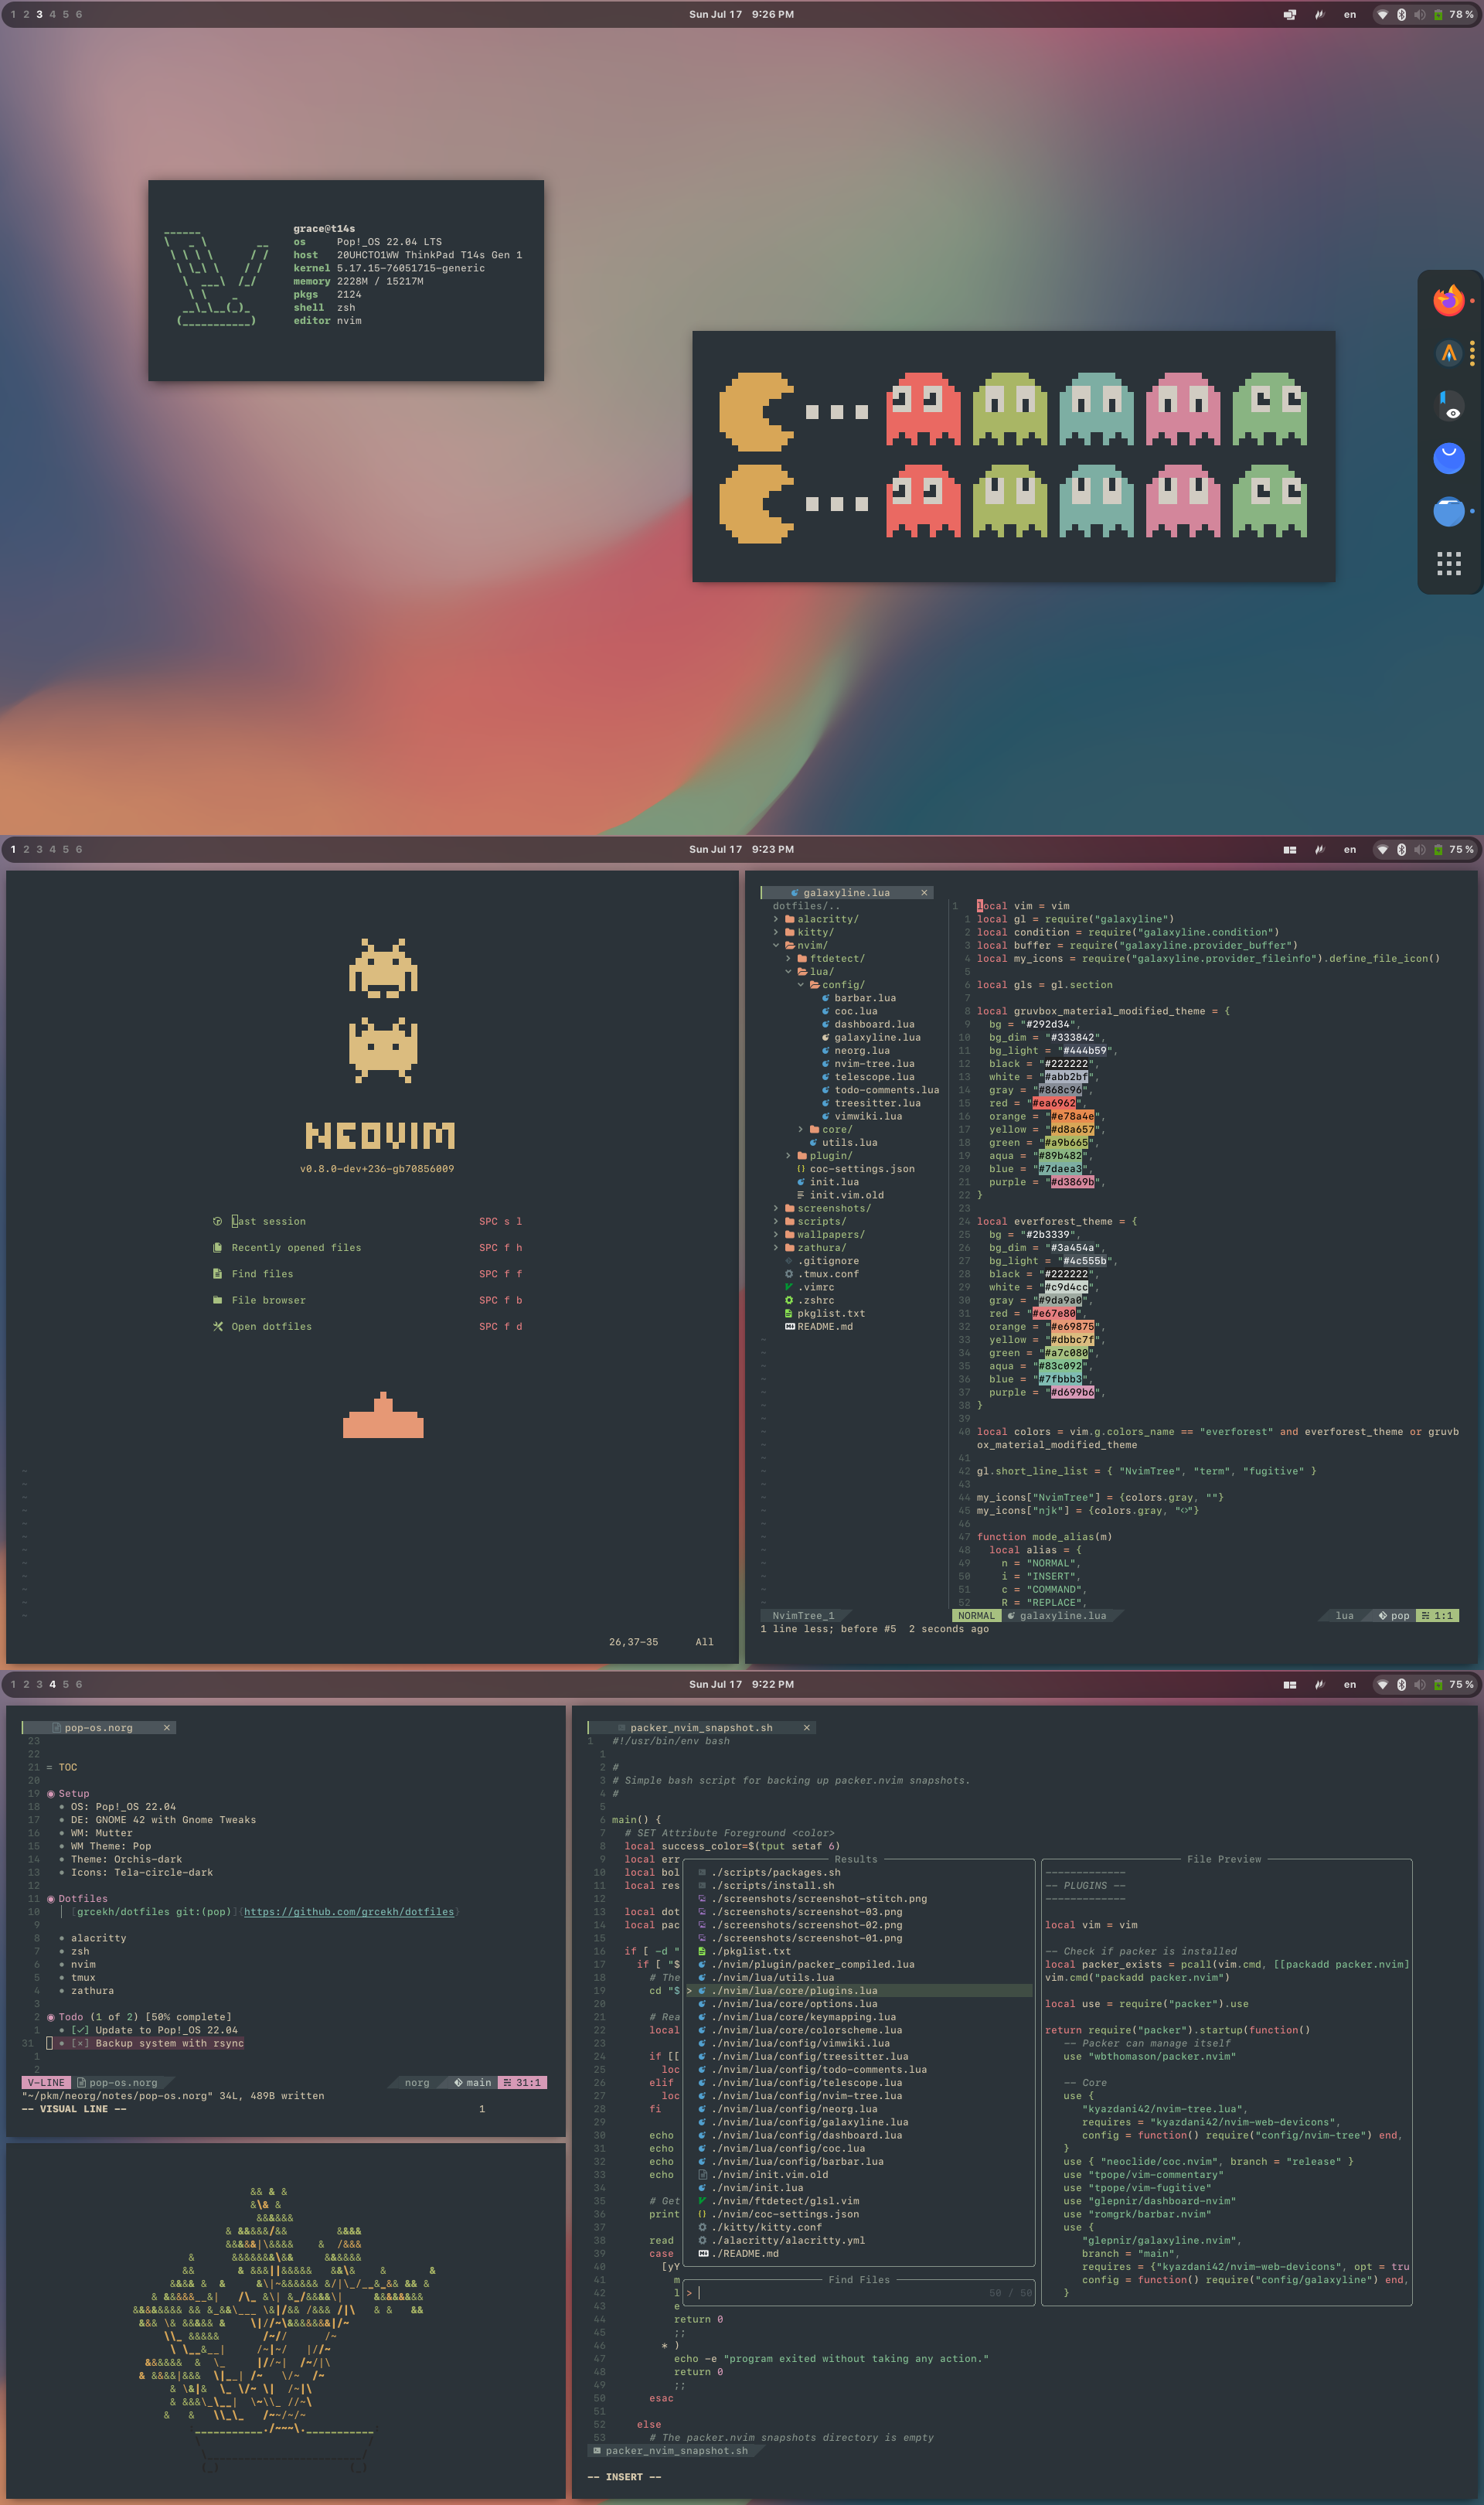 1 2 3 4 5 6
Sun Jul 17 9:26 PM
en
78 %
grace@t14s
os Pop!_OS 22.04 LTS
host 20UHCTO1WW ThinkPad T14s Gen 1
kernel 5.17.15-76051715-generic
memory 2228M / 15217M
pkgs 2124
shell zsh
editor nvim
1 2 3 4 5 6
Sun Jul 17 9:23 PM
en
75 %
NEOVIM
v0.8.0-dev+236-gb70856009
Last session SPC s l
Recently opened files SPC f h
Find files SPC f f
File browser SPC f b
Open dotfiles SPC f d
26,37-35 All
galaxyline.lua ×
dotfiles/..
> alacritty/
> kitty/
nvim/
> ftdetect/
lua/
config/
barbar.lua
coc.lua
dashboard.lua
galaxyline.lua
neorg.lua
nvim-tree.lua
telescope.lua
todo-comments.lua
treesitter.lua
vimwiki.lua
> core/
utils.lua
> plugin/
coc-settings.json
init.lua
init.vim.old
> screenshots/
> scripts/
> wallpapers/
> zathura/
.gitignore
.tmux.conf
.vimrc
.zshrc
pkglist.txt
README.md
1 local vim = vim
1 local gl = require("galaxyline")
2 local condition = require("galaxyline.condition")
3 local buffer = require("galaxyline.provider_buffer")
4 local my_icons = require("galaxyline.provider_fileinfo").define_file_icon()
5
6 local gls = gl.section
7
8 local gruvbox_material_modified_theme = {
9 bg = "#292d34",
10 bg_dim = "#333842",
11 bg_light = "#444b59",
12 black = "#222222",
13 white = "#abb2bf",
14 gray = "#868c96",
15 red = "#ea6962",
16 orange = "#e78a4e",
17 yellow = "#d8a657",
18 green = "#a9b665",
19 aqua = "#89b482",
20 blue = "#7daea3",
21 purple = "#d3869b",
22 }
23
24 local everforest_theme = {
25 bg = "#2b3339",
26 bg_dim = "#3a454a",
27 bg_light = "#4c555b",
28 black = "#222222",
29 white = "#c9d4cc",
30 gray = "#9da9a0",
31 red = "#e67e80",
32 orange = "#e69875",
33 yellow = "#dbbc7f",
34 green = "#a7c080",
35 aqua = "#83c092",
36 blue = "#7fbbb3",
37 purple = "#d699b6",
38 }
39
40 local colors = vim.g.colors_name == "everforest" and everforest_theme or gruvb
ox_material_modified_theme
41
42 gl.short_line_list = { "NvimTree", "term", "fugitive" }
43
44 my_icons["NvimTree"] = {colors.gray, ""}
45 my_icons["njk"] = {colors.gray, "<>"}
46
47 function mode_alias(m)
48 local alias = {
49 n = "NORMAL",
50 i = "INSERT",
51 c = "COMMAND",
52 R = "REPLACE",
NvimTree_1 NORMAL galaxyline.lua lua pop 1:1
1 line less; before #5 2 seconds ago
1 2 3 4 5 6
Sun Jul 17 9:22 PM
en
75 %
pop-os.norg ×
23
22
21 = TOC
20
19 Setup
18 OS: Pop!_OS 22.04
17 DE: GNOME 42 with Gnome Tweaks
16 WM: Mutter
15 WM Theme: Pop
14 Theme: Orchis-dark
13 Icons: Tela-circle-dark
12
11 Dotfiles
10 | [grcekh/dotfiles git:(pop)](https://github.com/grcekh/dotfiles)
9
8 alacritty
7 zsh
6 nvim
5 tmux
4 zathura
3
2 Todo (1 of 2) [50% complete]
1 [✓] Update to Pop!_OS 22.04
31 [×] Backup system with rsync
1
2
V-LINE pop-os.norg norg main 31:1
"~/pkm/neorg/notes/pop-os.norg" 34L, 489B written
-- VISUAL LINE -- 1
packer_nvim_snapshot.sh ×
1 #!/usr/bin/env bash
1
2 #
3 # Simple bash script for backing up packer.nvim snapshots.
4 #
5
6 main() {
7 # SET Attribute Foreground <color>
8 local success_color=$(tput setaf 6)
9 local err
10 local bol
11 local res
12
13 local dot
14 local pac
15
16 if [ -d "
17 if [ "$
18 # The
19 cd "$
20
21 # Rea
22 local
23
24 if [[
25 loc
26 elif
27 loc
28 fi
29
30 echo
31 echo
32 echo
33 echo
34
35 # Get
36 print
37
38 read
39 case
40 [yY
41 m
42 l
43 e
44 return 0
45 ;;
46 * )
47 echo -e "program exited without taking any action."
48 return 0
49 ;;
50 esac
51
52 else
53 # The packer.nvim snapshots directory is empty
packer_nvim_snapshot.sh
-- INSERT --
Results
./scripts/packages.sh
./scripts/install.sh
./screenshots/screenshot-stitch.png
./screenshots/screenshot-03.png
./screenshots/screenshot-02.png
./screenshots/screenshot-01.png
./pkglist.txt
./nvim/plugin/packer_compiled.lua
./nvim/lua/utils.lua
> ./nvim/lua/core/plugins.lua
./nvim/lua/core/options.lua
./nvim/lua/core/keymapping.lua
./nvim/lua/core/colorscheme.lua
./nvim/lua/config/vimwiki.lua
./nvim/lua/config/treesitter.lua
./nvim/lua/config/todo-comments.lua
./nvim/lua/config/telescope.lua
./nvim/lua/config/nvim-tree.lua
./nvim/lua/config/neorg.lua
./nvim/lua/config/galaxyline.lua
./nvim/lua/config/dashboard.lua
./nvim/lua/config/coc.lua
./nvim/lua/config/barbar.lua
./nvim/init.vim.old
./nvim/init.lua
./nvim/ftdetect/glsl.vim
./nvim/coc-settings.json
./kitty/kitty.conf
./alacritty/alacritty.yml
./README.md
Find Files
> 50 / 50
File Preview
-------------
-- PLUGINS --
-------------
local vim = vim
-- Check if packer is installed
local packer_exists = pcall(vim.cmd, [[packadd packer.nvim]
vim.cmd("packadd packer.nvim")
local use = require("packer").use
return require("packer").startup(function()
-- Packer can manage itself
use "wbthomason/packer.nvim"
-- Core
use {
"kyazdani42/nvim-tree.lua",
requires = "kyazdani42/nvim-web-devicons",
config = function() require("config/nvim-tree") end,
}
use { "neoclide/coc.nvim", branch = "release" }
use "tpope/vim-commentary"
use "tpope/vim-fugitive"
use "glepnir/dashboard-nvim"
use "romgrk/barbar.nvim"
use {
"glepnir/galaxyline.nvim",
branch = "main",
requires = {"kyazdani42/nvim-web-devicons", opt = tru
config = function() require("config/galaxyline") end,
}